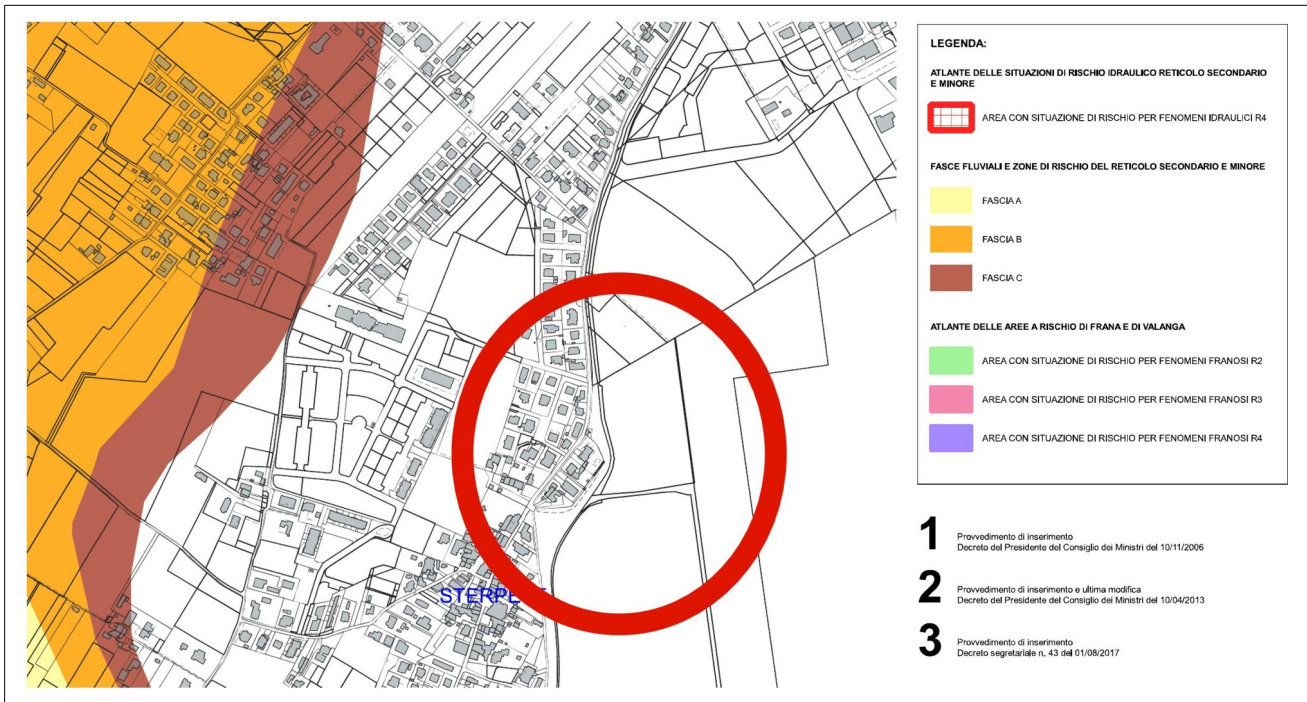 LEGENDA:
ATLANTE DELLE SITUAZIONI DI RISCHIO IDRAULICO RETICOLO SECONDARIO
E MINORE
AREA CON SITUAZIONE DI RISCHIO PER FENOMENI IDRAULICI R4
FASCE FLUVIALI E ZONE DI RISCHIO DEL RETICOLO SECONDARIO E MINORE
FASCIA A
FASCIA B
FASCIA C
ATLANTE DELLE AREE A RISCHIO DI FRANA E DI VALANGA
AREA CON SITUAZIONE DI RISCHIO PER FENOMENI FRANOSI R2
AREA CON SITUAZIONE DI RISCHIO PER FENOMENI FRANOSI R3
AREA CON SITUAZIONE DI RISCHIO PER FENOMENI FRANOSI R4
1 Provvedimento di inserimento
Decreto del Presidente del Consiglio dei Ministri del 10/11/2006
2 Provvedimento di inserimento e ultima modifica
Decreto del Presidente del Consiglio dei Ministri del 10/04/2013
3 Provvedimento di inserimento
Decreto segretariale n. 43 del 01/08/2017